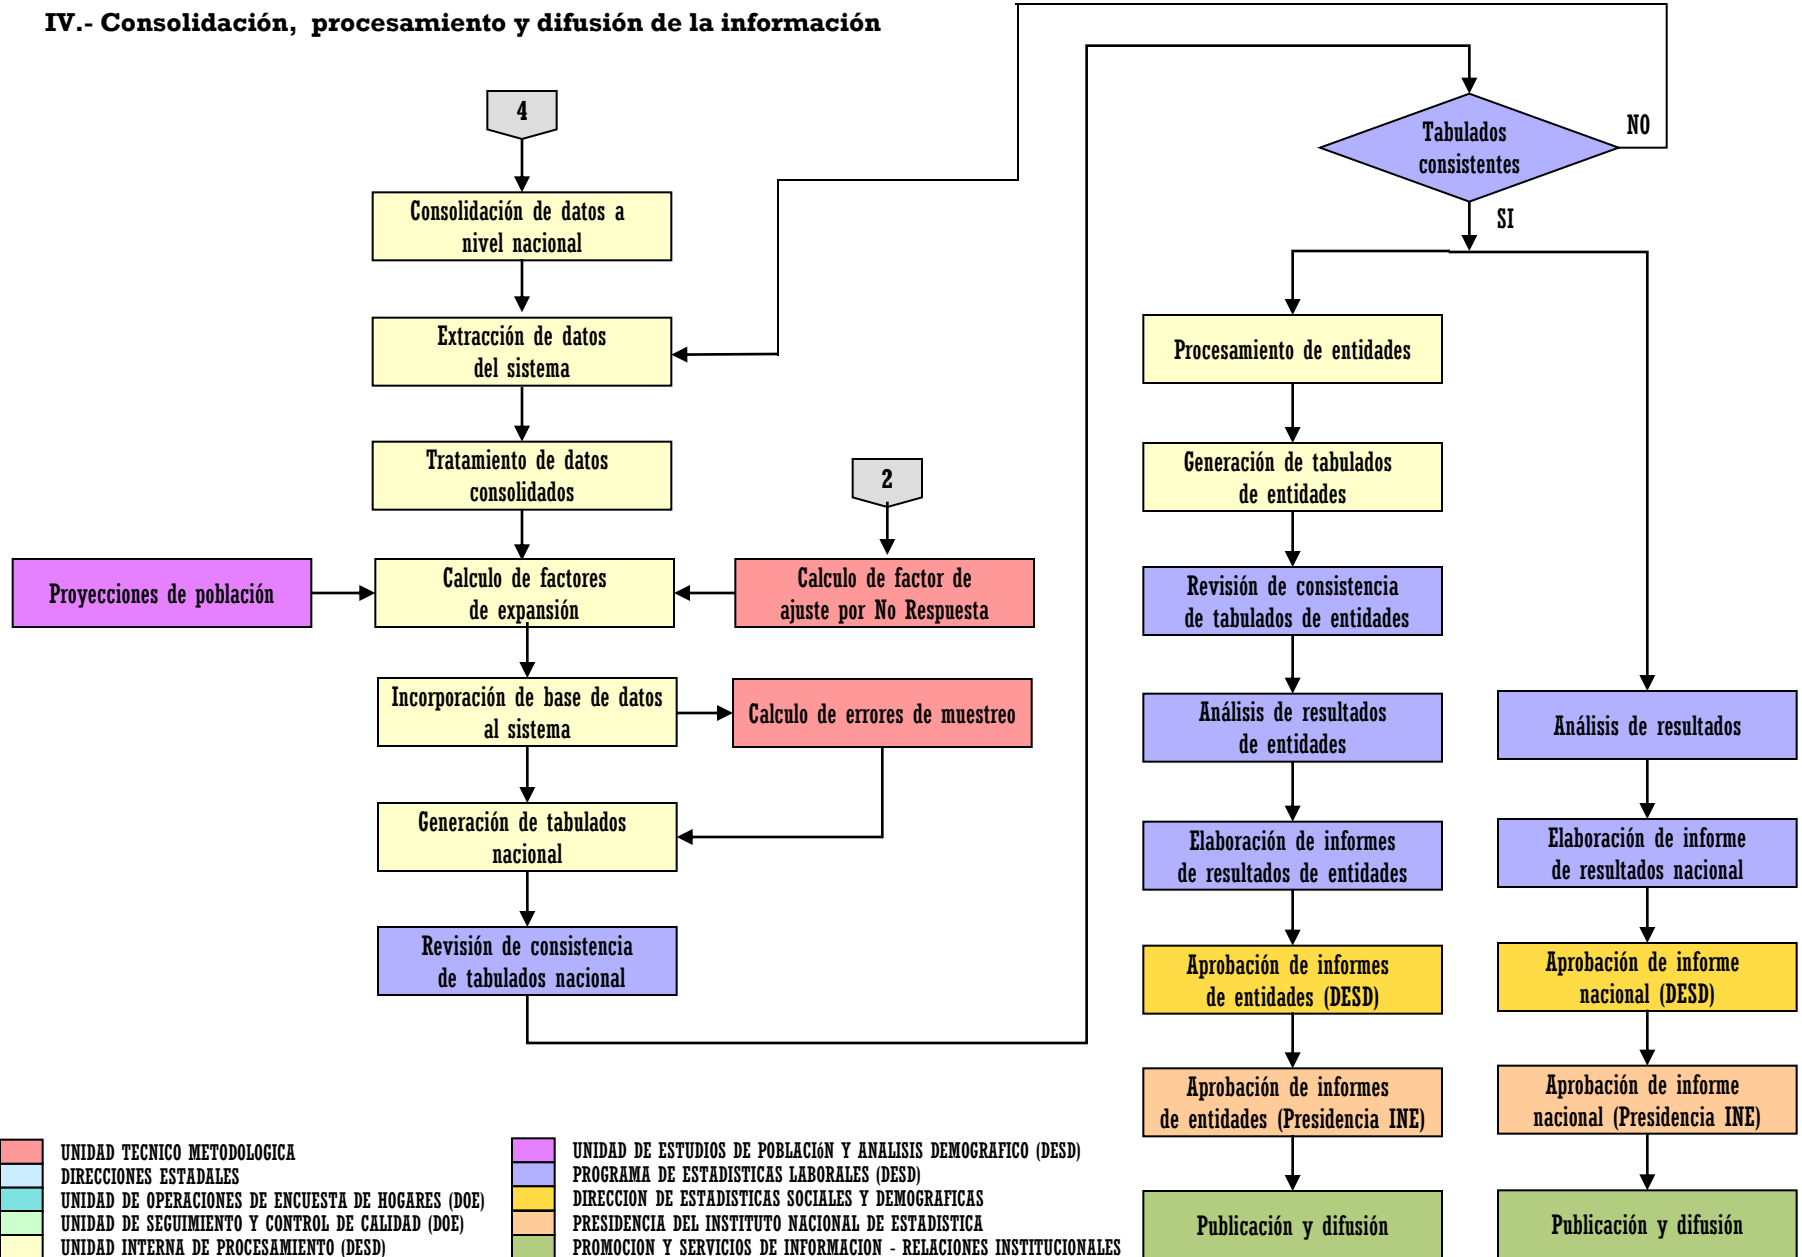 IV.- Consolidación, procesamiento y difusión de la información
4
Consolidación de datos a
nivel nacional
Extracción de datos
del sistema
Tratamiento de datos
consolidados
2
Proyecciones de población
Calculo de factores
de expansión
Calculo de factor de
ajuste por No Respuesta
Incorporación de base de datos
al sistema
Calculo de errores de muestreo
Generación de tabulados
nacional
Revisión de consistencia
de tabulados nacional
Tabulados
consistentes
NO
SI
Procesamiento de entidades
Generación de tabulados
de entidades
Revisión de consistencia
de tabulados de entidades
Análisis de resultados
de entidades
Elaboración de informes
de resultados de entidades
Aprobación de informes
de entidades (DESD)
Aprobación de informes
de entidades (Presidencia INE)
Publicación y difusión
Análisis de resultados
Elaboración de informe
de resultados nacional
Aprobación de informe
nacional (DESD)
Aprobación de informe
nacional (Presidencia INE)
Publicación y difusión
UNIDAD TECNICO METODOLOGICA
DIRECCIONES ESTADALES
UNIDAD DE OPERACIONES DE ENCUESTA DE HOGARES (DOE)
UNIDAD DE SEGUIMIENTO Y CONTROL DE CALIDAD (DOE)
UNIDAD INTERNA DE PROCESAMIENTO (DESD)
UNIDAD DE ESTUDIOS DE POBLACIóN Y ANALISIS DEMOGRAFICO (DESD)
PROGRAMA DE ESTADISTICAS LABORALES (DESD)
DIRECCION DE ESTADISTICAS SOCIALES Y DEMOGRAFICAS
PRESIDENCIA DEL INSTITUTO NACIONAL DE ESTADISTICA
PROMOCION Y SERVICIOS DE INFORMACION - RELACIONES INSTITUCIONALES